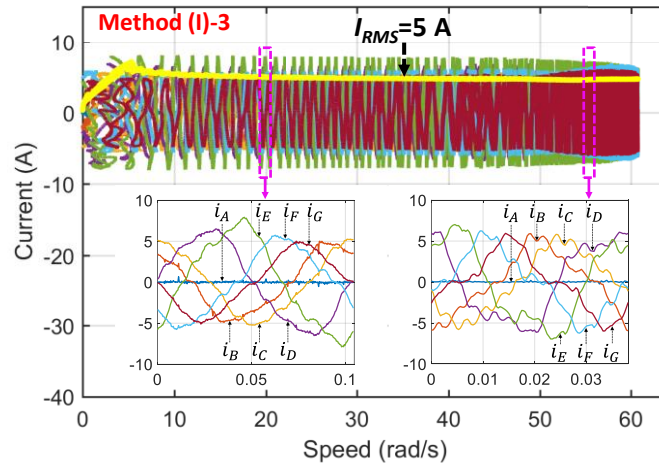 Method (I)-3
I_RMS=5 A
Current (A)
10
0
-10
-20
-30
-40
i_A i_E i_F i_G
i_B i_C i_D
10
5
0
-5
-10
0 0.05 0.1
i_A i_B i_C i_D
i_E i_F i_G
10
5
0
-5
-10
0 0.01 0.02 0.03
0 10 20 30 40 50 60
Speed (rad/s)